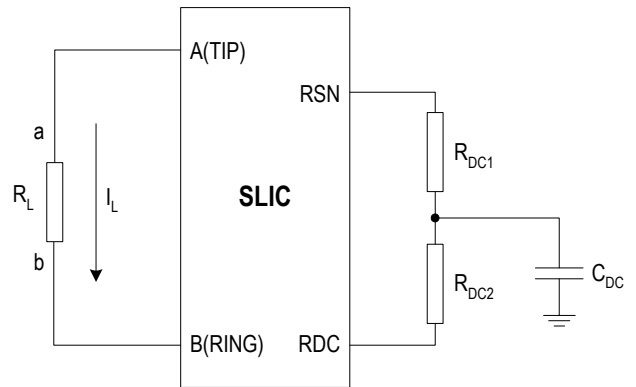 A(TIP)
RSN
a
R_DC1
R_L
I_L
SLIC
b
R_DC2
C_DC
B(RING)
RDC